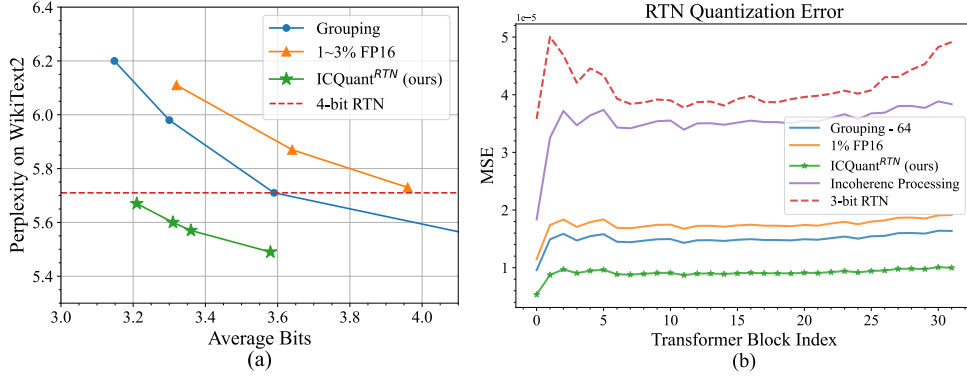 6.4
6.2
6.0
5.8
5.6
5.4
Perplexity on WikiText2
3.0 3.2 3.4 3.6 3.8 4.0
Average Bits
Grouping
1~3% FP16
ICQuant^RTN (ours)
4-bit RTN
(a)
RTN Quantization Error
1e−5
5
4
3
2
1
MSE
0 5 10 15 20 25 30
Transformer Block Index
Grouping - 64
1% FP16
ICQuant^RTN (ours)
Incoherenc Processing
3-bit RTN
(b)